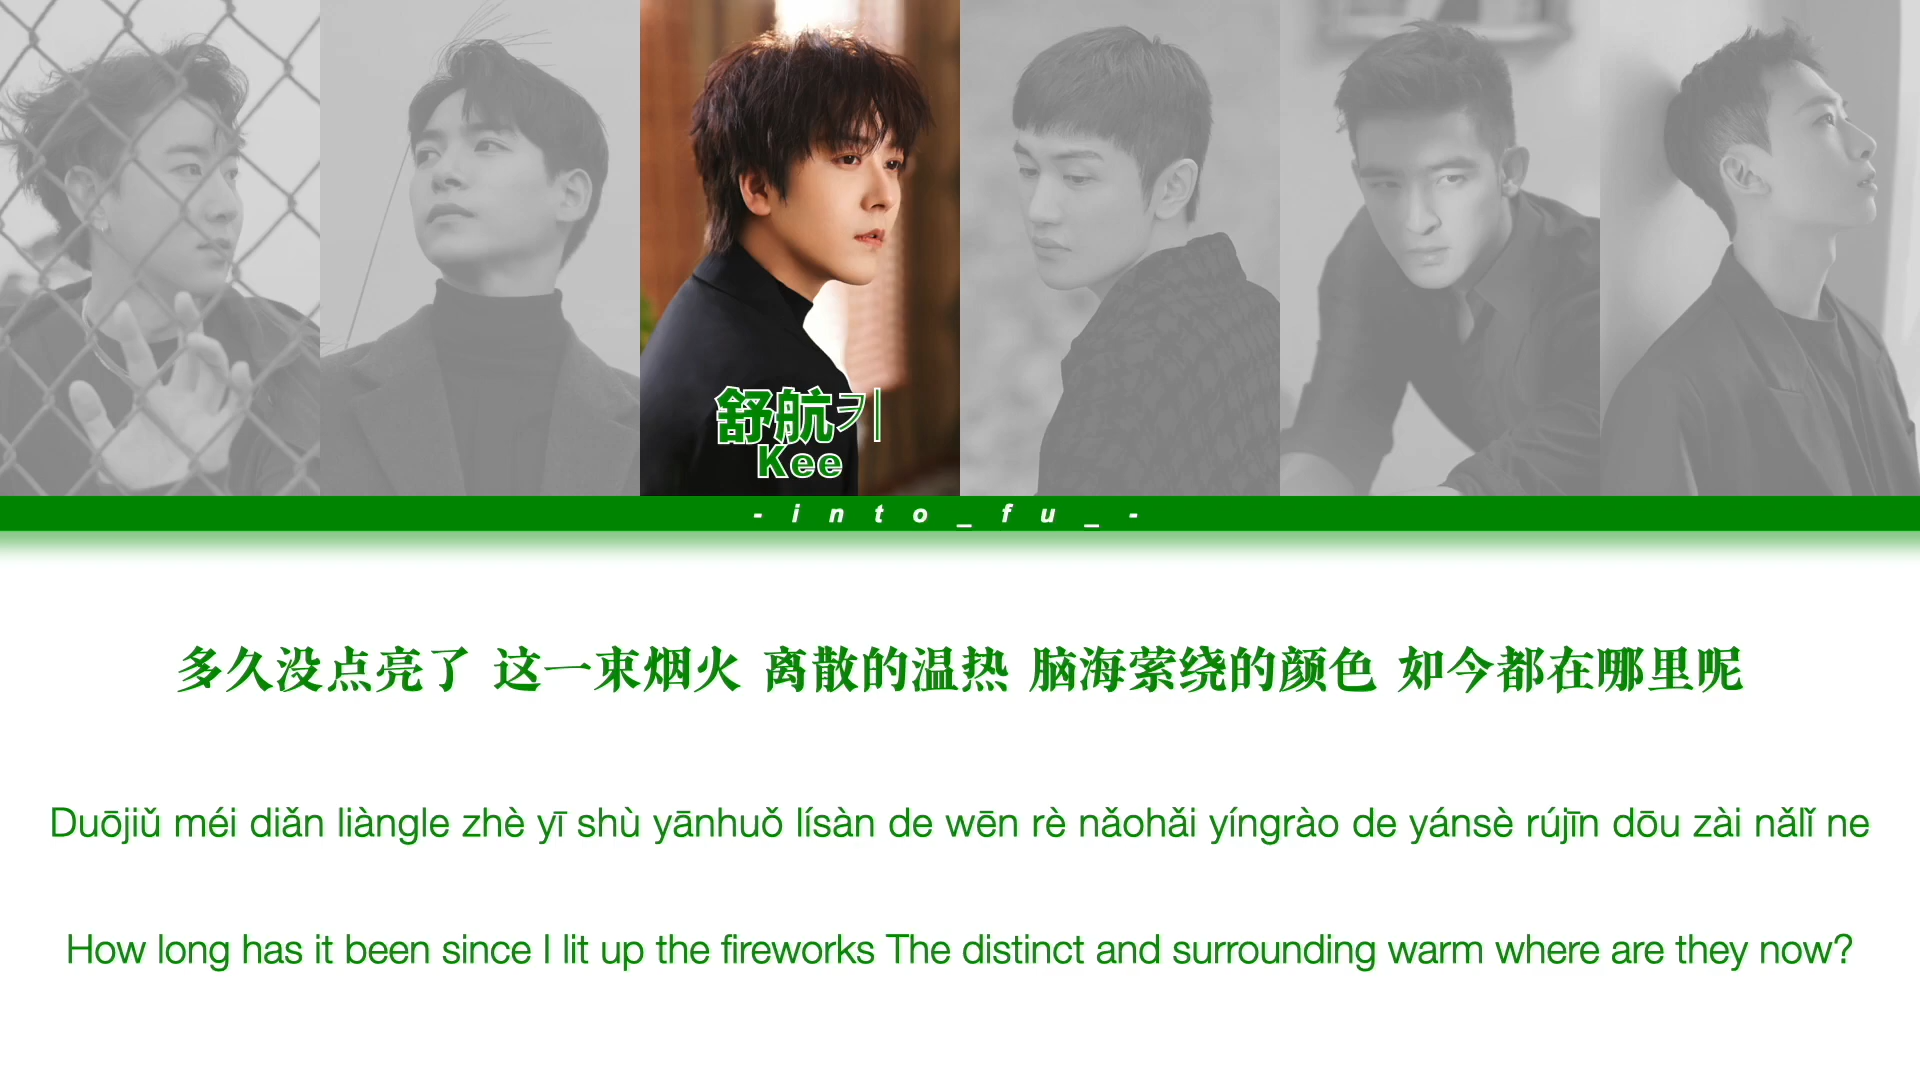 舒航키
Kee
- into_fu_ -
多久没点亮了 这一束烟火 离散的温热 脑海萦绕的颜色 如今都在哪里呢
Duōjiǔ méi diǎn liàngle zhè yī shù yānhuǒ lísàn de wēn rè nǎohǎi yíngrào de yánsè rújīn dōu zài nǎlǐ ne
How long has it been since I lit up the fireworks The distinct and surrounding warm where are they now?